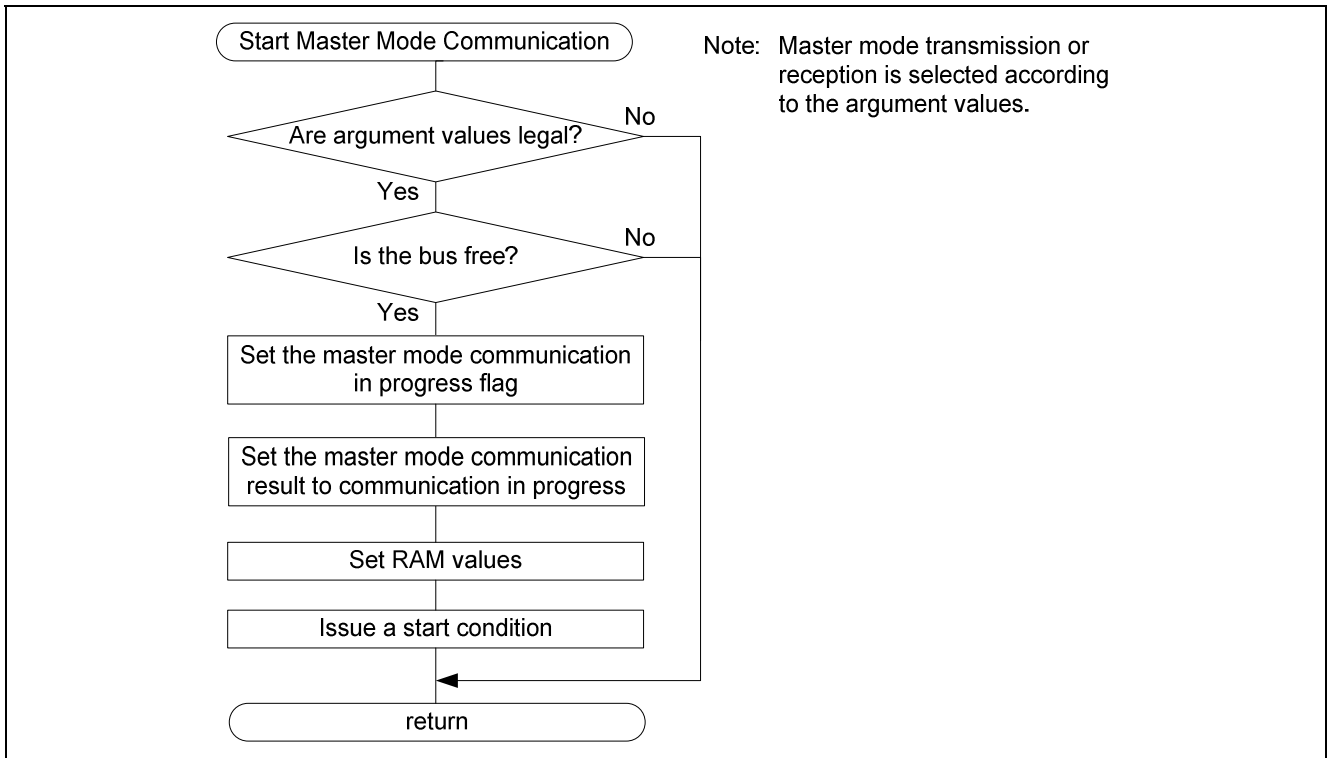 Start Master Mode Communication
Note: Master mode transmission or
reception is selected according
to the argument values.
Are argument values legal?
No
Yes
Is the bus free?
No
Yes
Set the master mode communication
in progress flag
Set the master mode communication
result to communication in progress
Set RAM values
Issue a start condition
return